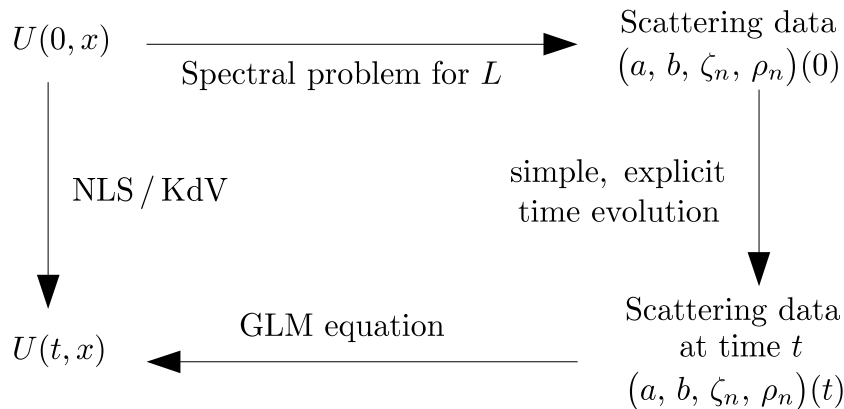 U(0, x)
Spectral problem for L
Scattering data
(a, b, ζₙ, ρₙ)(0)
NLS / KdV
simple, explicit
time evolution
U(t, x)
GLM equation
Scattering data
at time t
(a, b, ζₙ, ρₙ)(t)